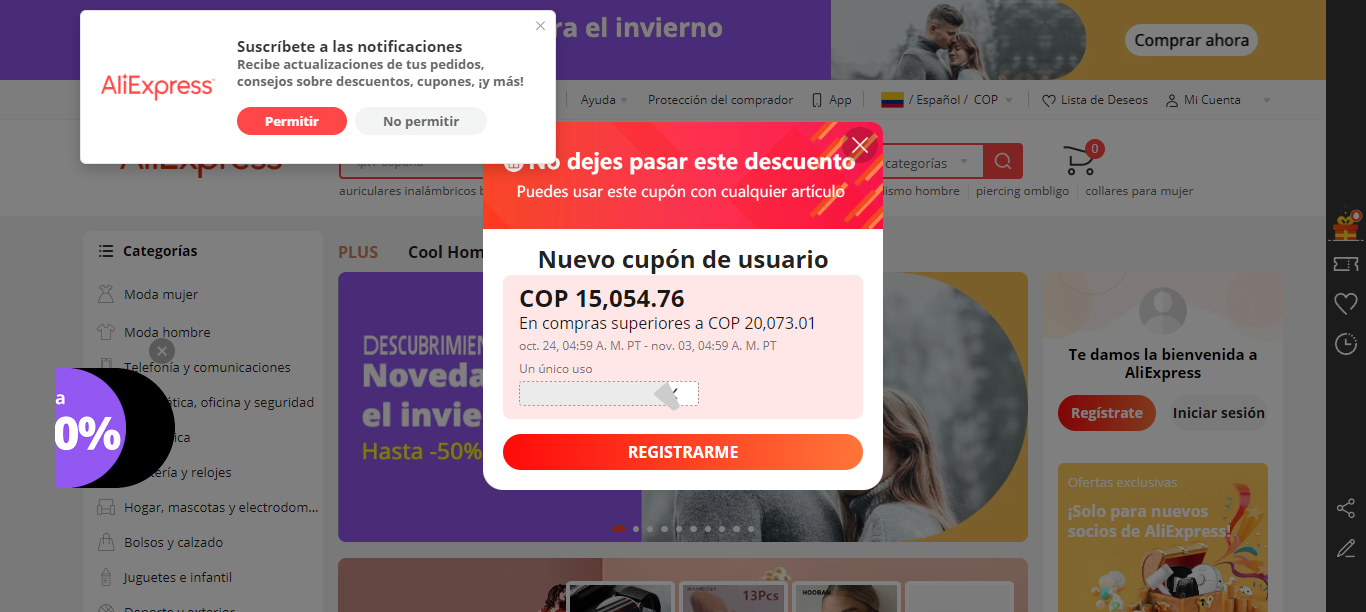 ra el invierno
Comprar ahora
Suscríbete a las notificaciones
Recibe actualizaciones de tus pedidos,
consejos sobre descuentos, cupones, ¡y más!
AliExpress
Permitir
No permitir
Ayuda
Protección del comprador
App
/ Español / COP
Lista de Deseos
Mi Cuenta
AliExpress
categorías
0
auriculares inalámbricos b
lismo hombre
piercing ombligo
collares para mujer
No dejes pasar este descuento
Puedes usar este cupón con cualquier artículo
Categorías
PLUS
Cool Hom
Nuevo cupón de usuario
COP 15,054.76
En compras superiores a COP 20,073.01
oct. 24, 04:59 A. M. PT - nov. 03, 04:59 A. M. PT
Un único uso
REGISTRARME
Moda mujer
Moda hombre
Telefonía y comunicaciones
ática, oficina y seguridad
ica
tería y relojes
Hogar, mascotas y electrodom...
Bolsos y calzado
Juguetes e infantil
Deporte y exterior
a
0%
DESCUBRIMIEN
Noveda
el invie
Hasta -50%
Te damos la bienvenida a
AliExpress
Regístrate
Iniciar sesión
Ofertas exclusivas
¡Solo para nuevos
socios de AliExpress!
13Pcs
HOOBAN